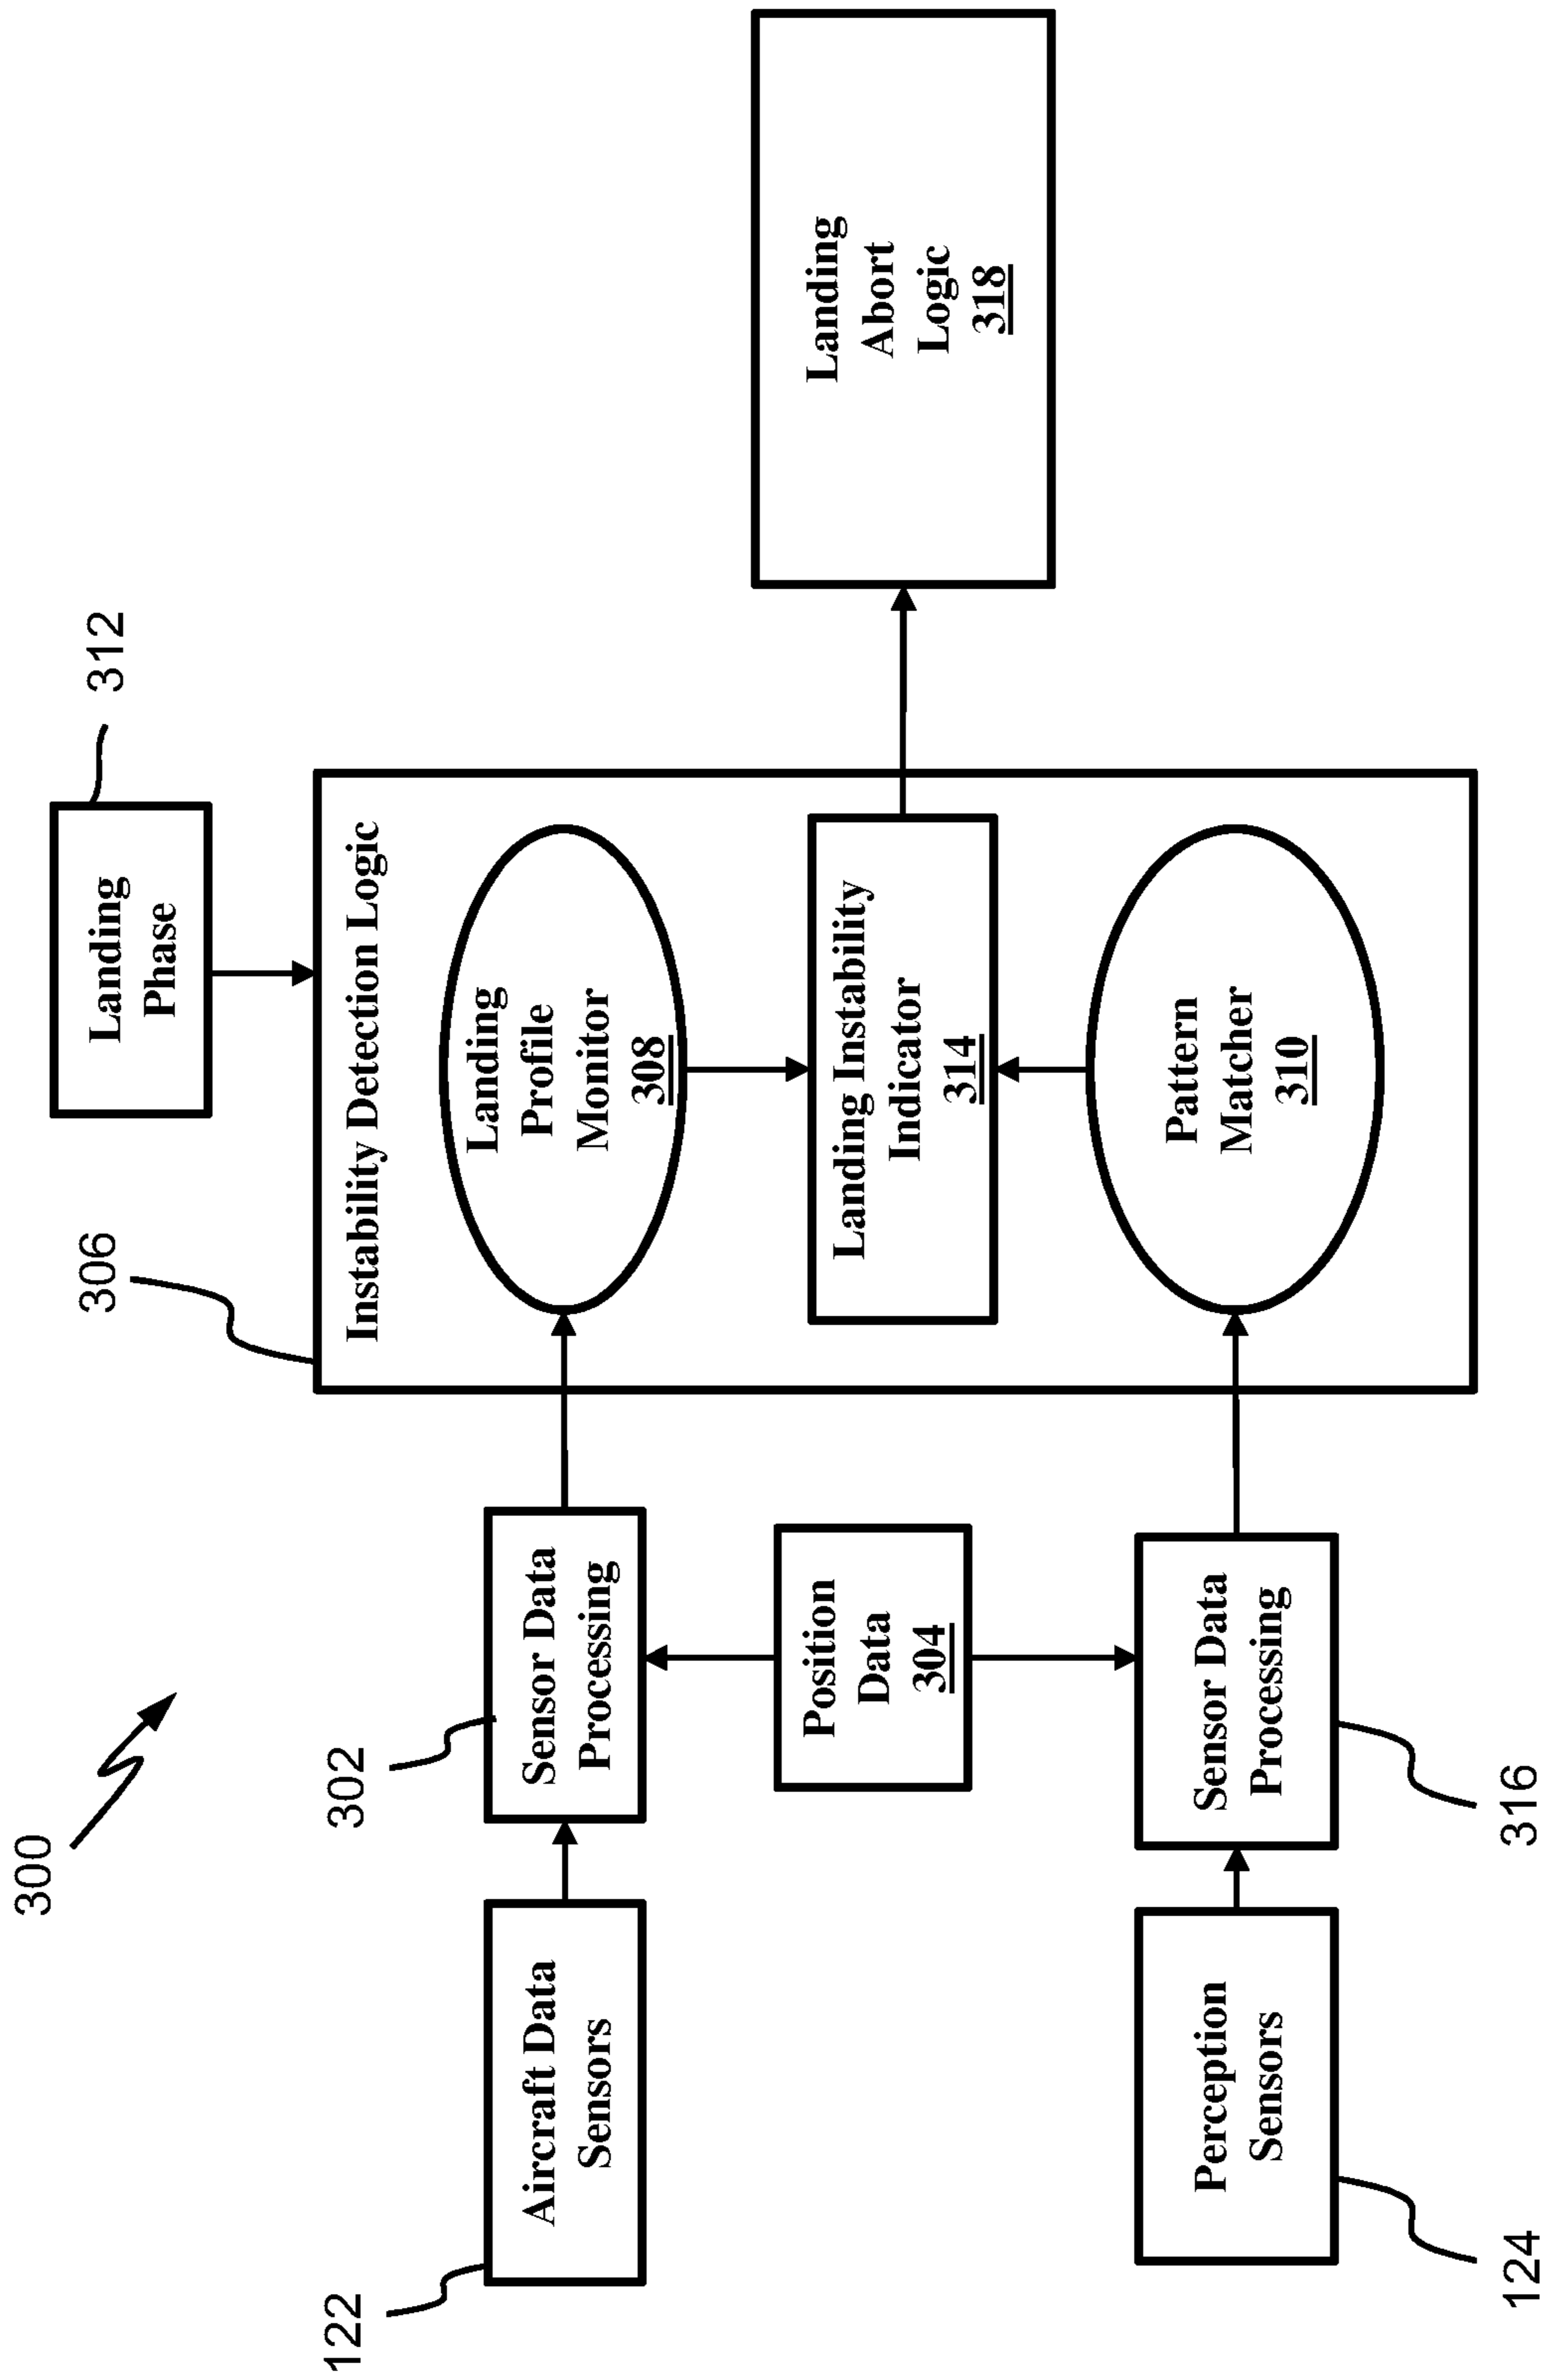 300
122
Aircraft Data
Sensors
302
Sensor Data
Processing
306
Instability Detection Logic
Landing
Profile
Monitor
308
312
Landing
Phase
Position
Data
304
Landing Instability
Indicator
314
Landing
Abort
Logic
318
124
Perception
Sensors
316
Sensor Data
Processing
Pattern
Matcher
310